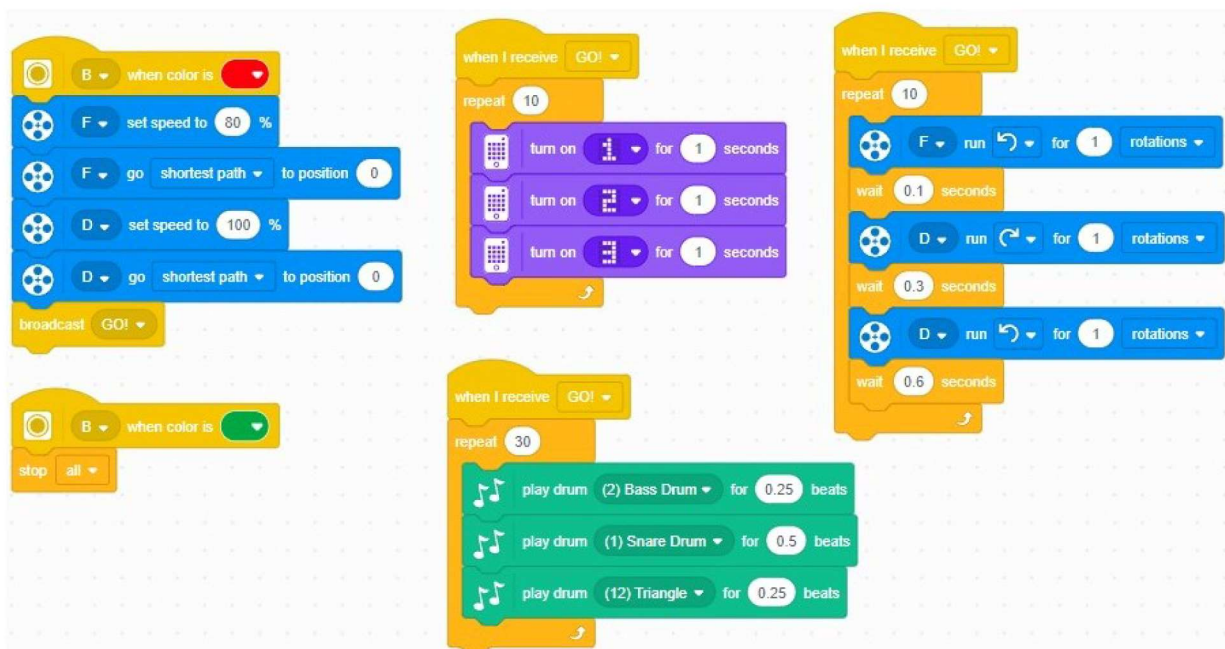 B when color is
F set speed to 80 %
F go shortest path to position 0
D set speed to 100 %
D go shortest path to position 0
broadcast GO!
B when color is
stop all
when I receive GO!
repeat 10
turn on 1 for 1 seconds
turn on 2 for 1 seconds
turn on 3 for 1 seconds
when I receive GO!
repeat 30
play drum (2) Bass Drum for 0.25 beats
play drum (1) Snare Drum for 0.5 beats
play drum (12) Triangle for 0.25 beats
when I receive GO!
repeat 10
F run for 1 rotations
wait 0.1 seconds
D run for 1 rotations
wait 0.3 seconds
D run for 1 rotations
wait 0.6 seconds